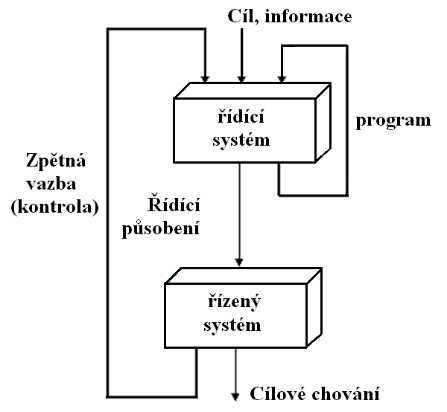 Cíl, informace
řídící
systém
program
Zpětná
vazba
(kontrola)
Řídící
působení
řízený
systém
Cílové chování